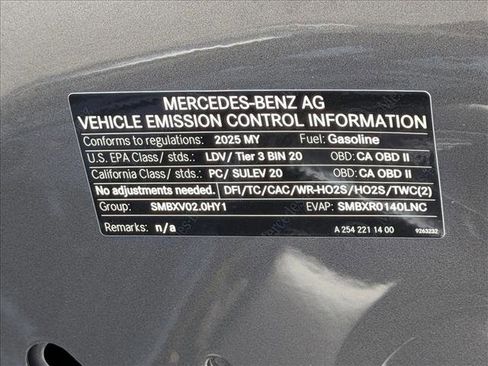 MERCEDES-BENZ AG
VEHICLE EMISSION CONTROL INFORMATION
Conforms to regulations: 2025 MY Fuel: Gasoline
U.S. EPA Class/ stds.: LDV/ Tier 3 BIN 20 OBD: CA OBD II
California Class/ stds.: PC/ SULEV 20 OBD: CA OBD II
No adjustments needed. DFI/TC/CAC/WR-HO2S/HO2S/TWC(2)
Group: SMBXV02.0HY1 EVAP: SMBXR0140LNC
Remarks: n/a
A 254 221 14 00 9263232